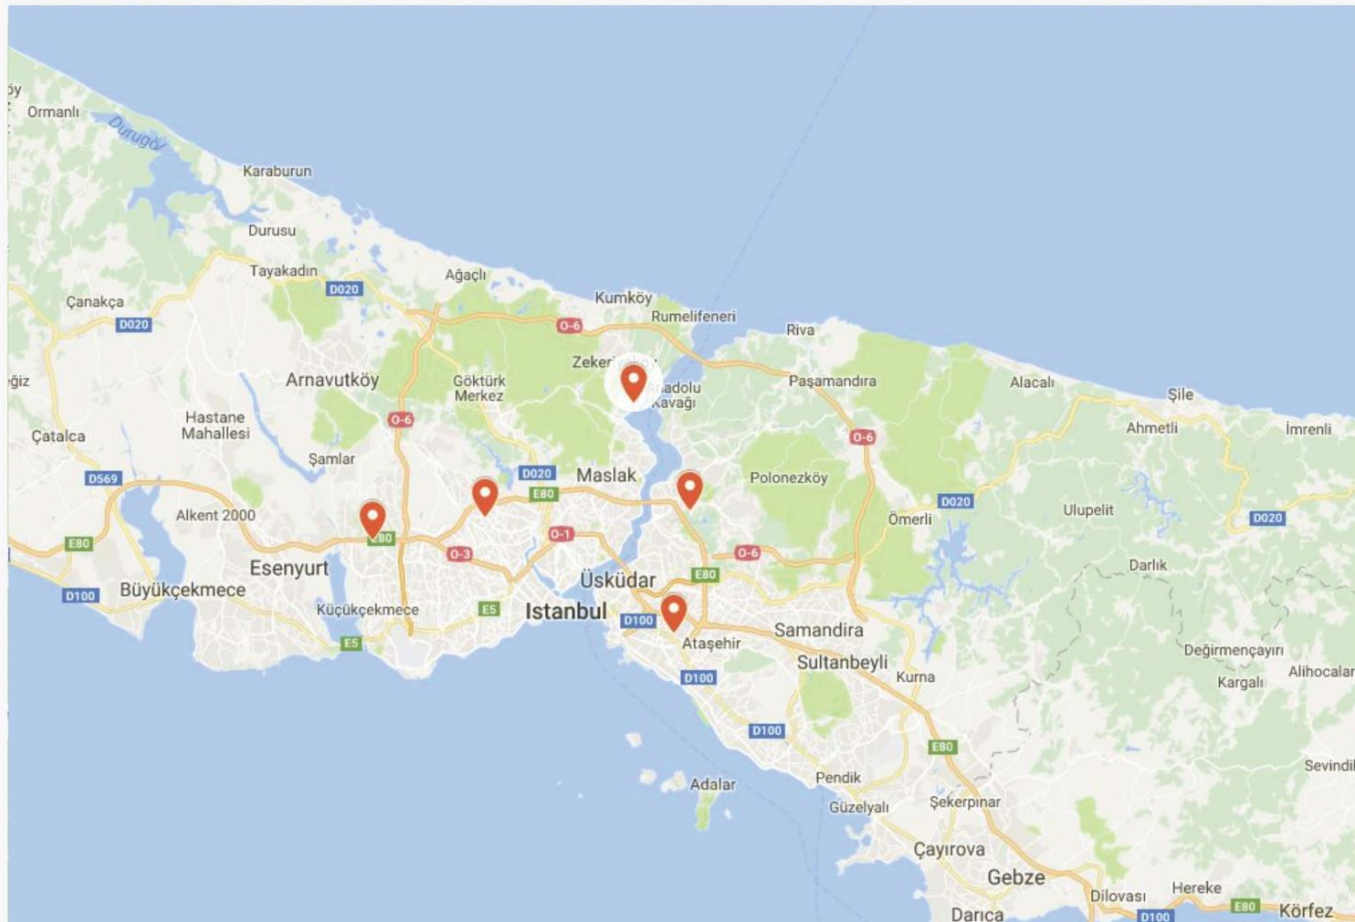 öy
Ormanlı
Durugöl
Karaburun
Durusu
Tayakadın
Ağaçlı
D020
Çanakça
D020
Kumköy
Rumelifeneri
O-6
Riva
eğiz
Arnavutköy
Göktürk
Merkez
Anadolu
Kavağı
Paşamandıra
Alacalı
Şile
Hastane
Mahallesi
O-6
O-6
Ahmetli
İmrenli
Çatalca
Şamlar
D569
D020
Maslak
Polonezköy
E80
D020
Alkent 2000
Ömerli
Ulupelit
D020
E80
E80
O-1
O-3
O-6
Esenyurt
Darlık
Büyükçekmece
D100
Küçükçekmece
E5
Üsküdar
E80
Istanbul
D100
E5
Ataşehir
Samandıra
Sultanbeyli
Kurna
D100
Değirmençayırı
Kargalı
Alihocalar
D100
E80
Sevindik
Adalar
Pendik
Güzelyalı
Şekerpınar
Çayırova
Gebze
Dilovası
Hereke
Darıca
D100
E80
Körfez